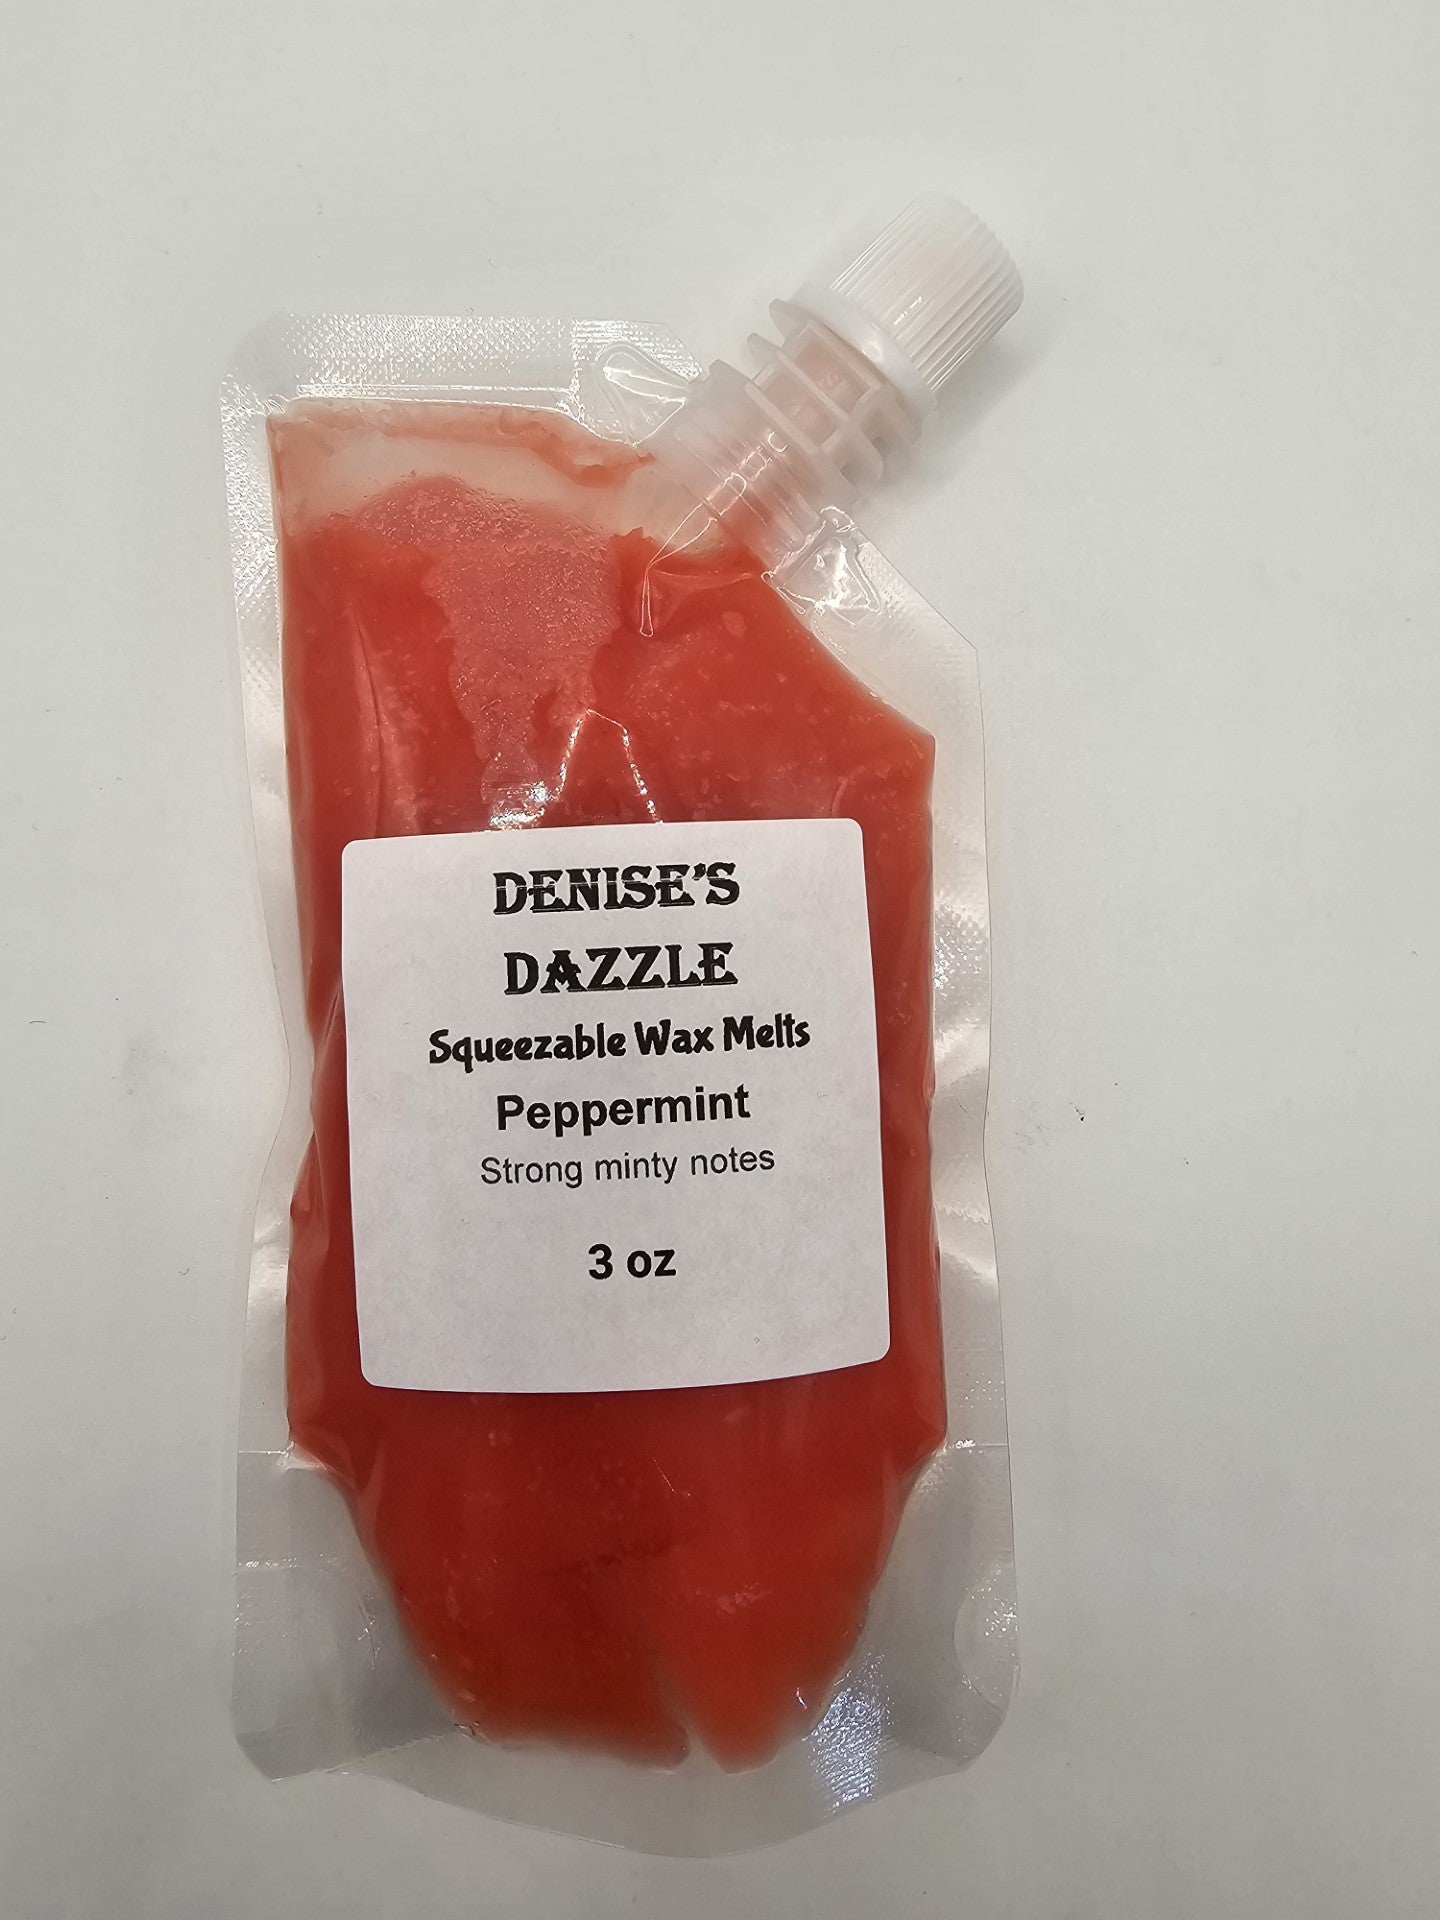 DENISE'S
DAZZLE
Squeezable Wax Melts
Peppermint
Strong minty notes
3 oz